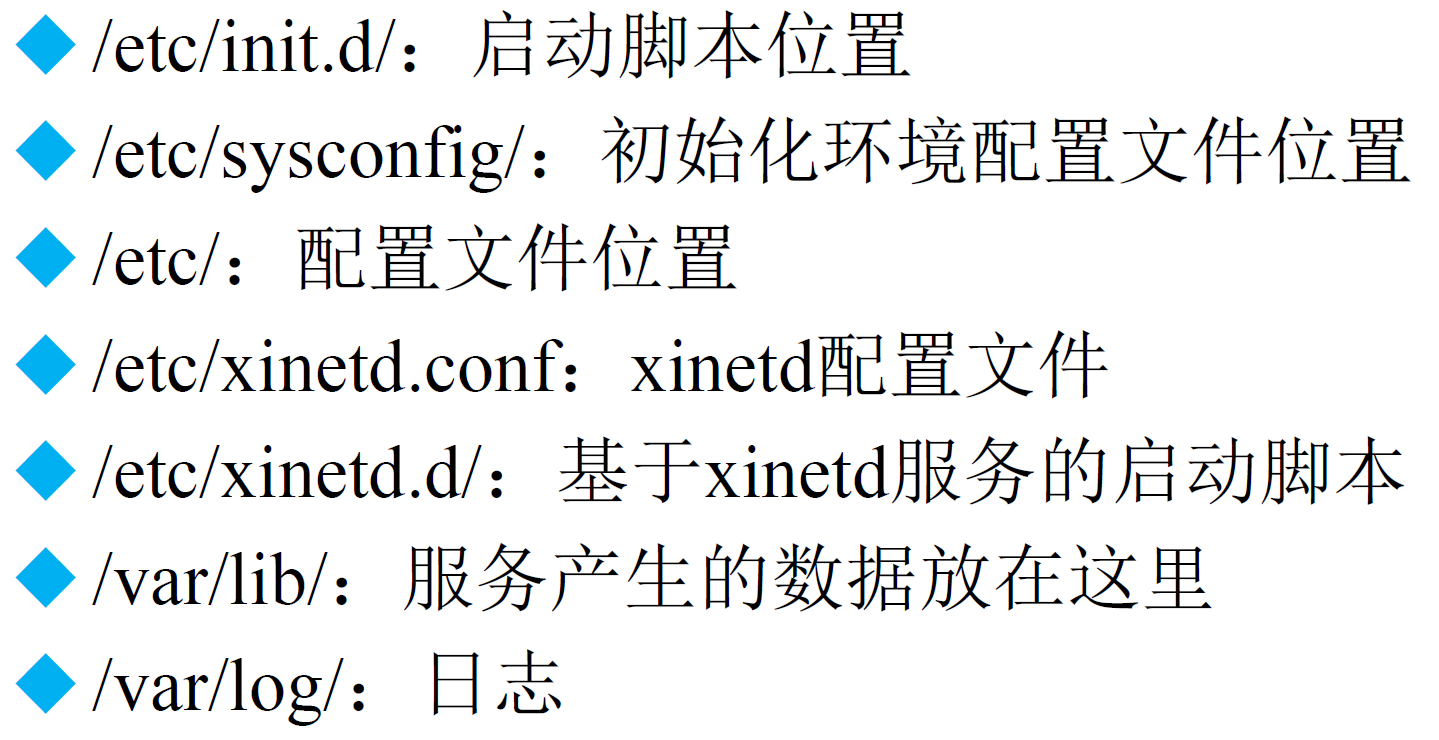 ◆ /etc/init.d/：启动脚本位置
◆ /etc/sysconfig/：初始化环境配置文件位置
◆ /etc/：配置文件位置
◆ /etc/xinetd.conf：xinetd配置文件
◆ /etc/xinetd.d/：基于xinetd服务的启动脚本
◆ /var/lib/：服务产生的数据放在这里
◆ /var/log/：日志